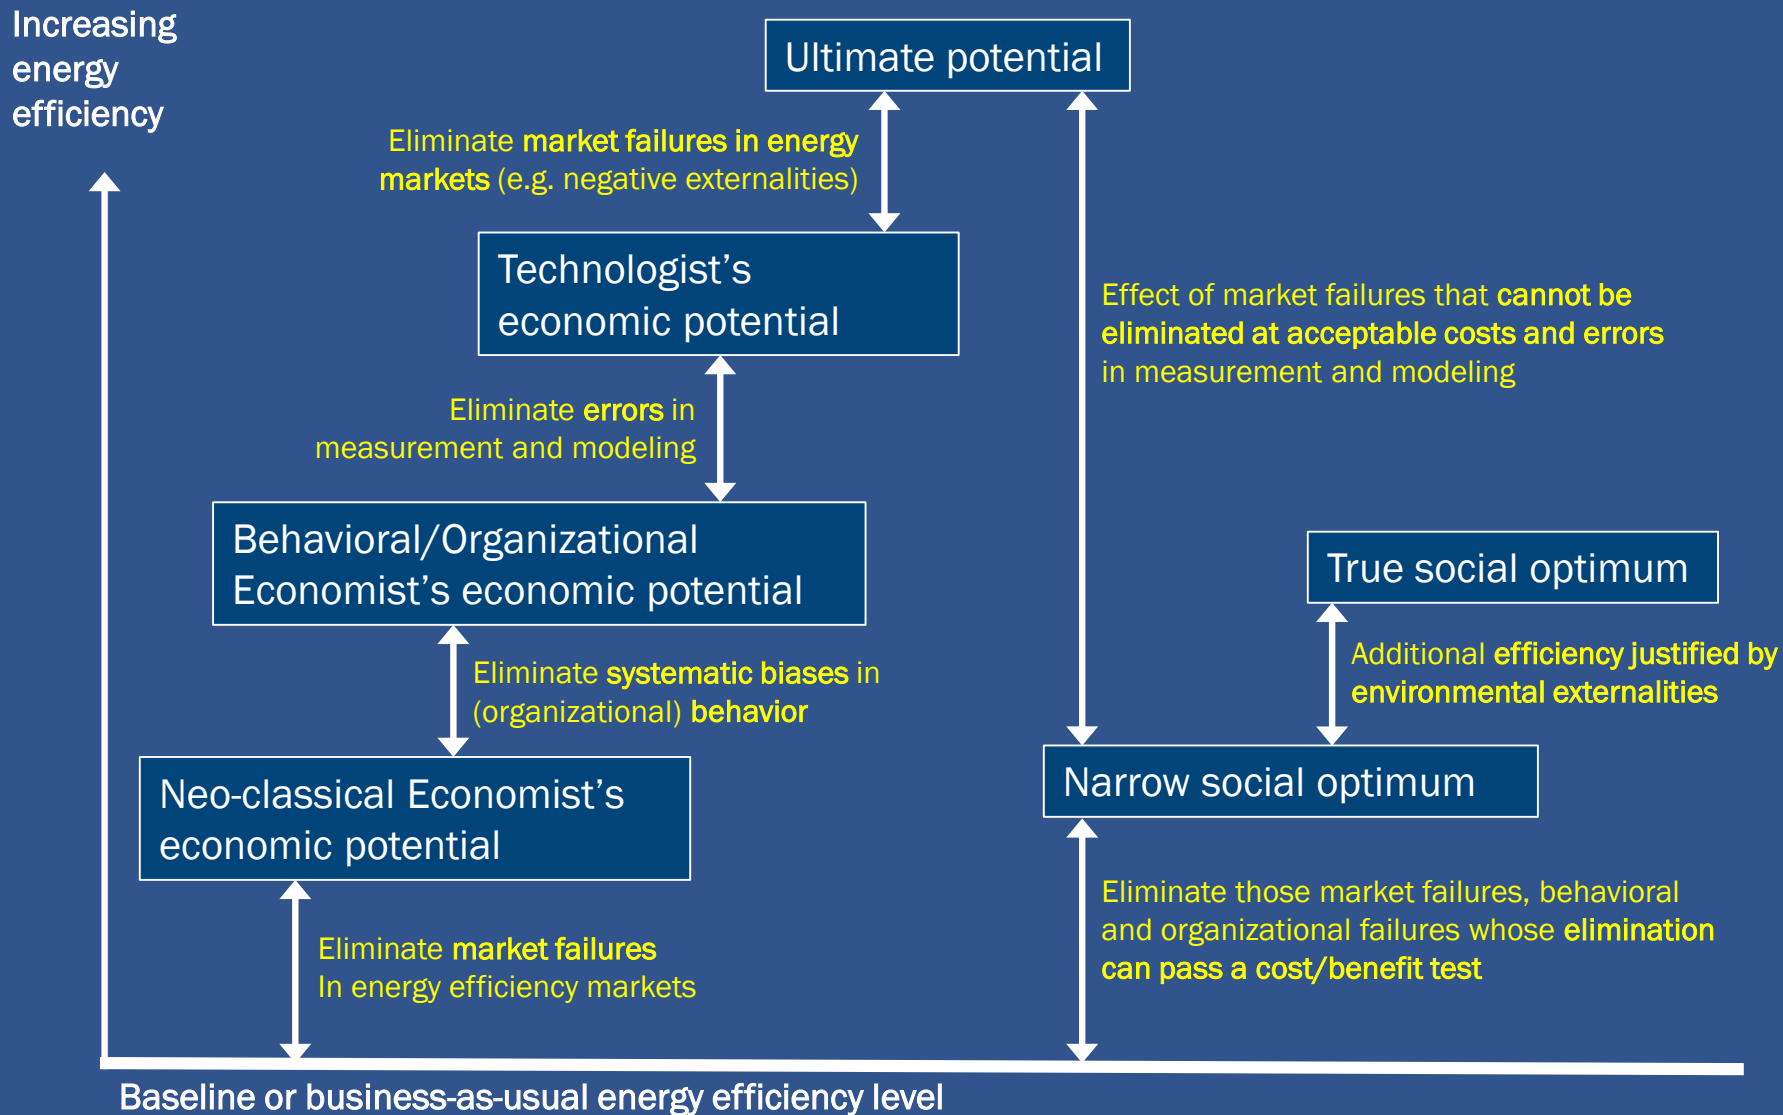 Increasing
energy
efficiency
Ultimate potential
Eliminate market failures in energy
markets (e.g. negative externalities)
Technologist's
economic potential
Effect of market failures that cannot be
eliminated at acceptable costs and errors
in measurement and modeling
Eliminate errors in
measurement and modeling
Behavioral/Organizational
Economist's economic potential
True social optimum
Eliminate systematic biases in
(organizational) behavior
Additional efficiency justified by
environmental externalities
Neo-classical Economist's
economic potential
Narrow social optimum
Eliminate market failures
In energy efficiency markets
Eliminate those market failures, behavioral
and organizational failures whose elimination
can pass a cost/benefit test
Baseline or business-as-usual energy efficiency level